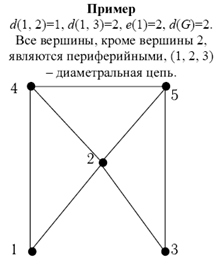 Пример
d(1, 2)=1, d(1, 3)=2, e(1)=2, d(G)=2.
Все вершины, кроме вершины 2,
являются периферийными, (1, 2, 3)
– диаметральная цепь.
4
5
2
1
3